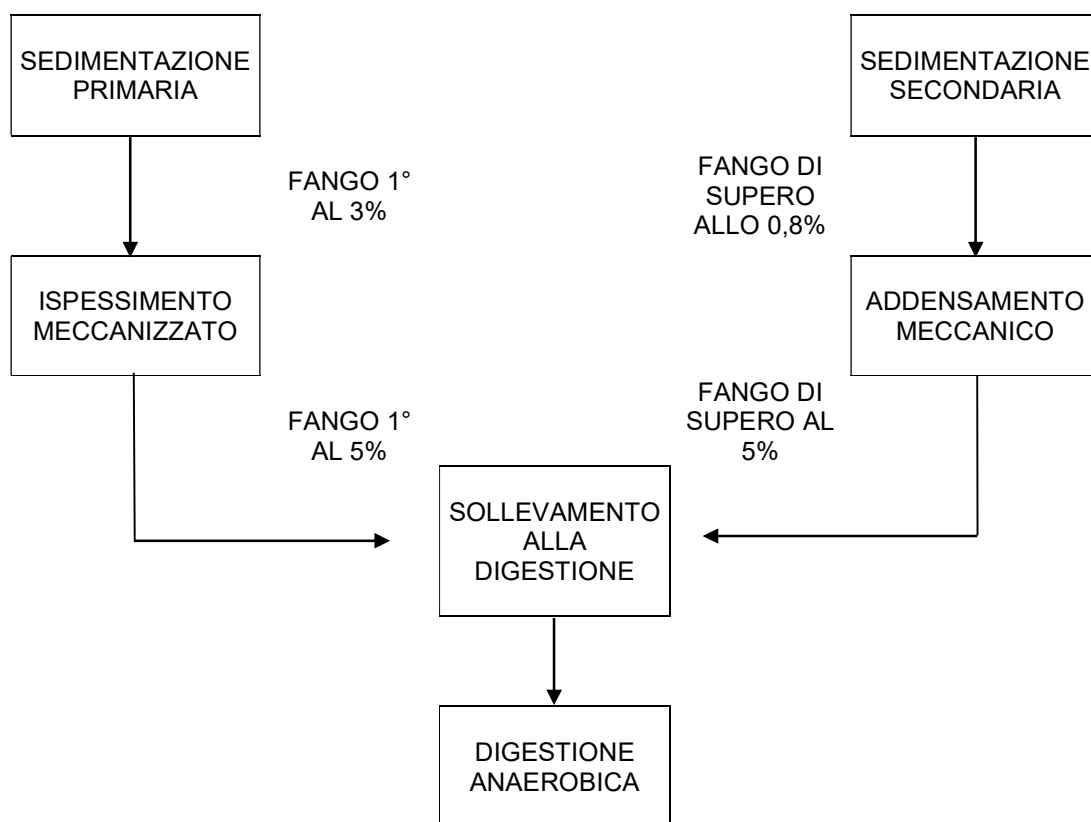 SEDIMENTAZIONE
PRIMARIA
SEDIMENTAZIONE
SECONDARIA
FANGO 1°
AL 3%
FANGO DI
SUPERO
ALLO 0,8%
ISPESSIMENTO
MECCANIZZATO
ADDENSAMENTO
MECCANICO
FANGO 1°
AL 5%
FANGO DI
SUPERO AL
5%
SOLLEVAMENTO
ALLA
DIGESTIONE
DIGESTIONE
ANAEROBICA